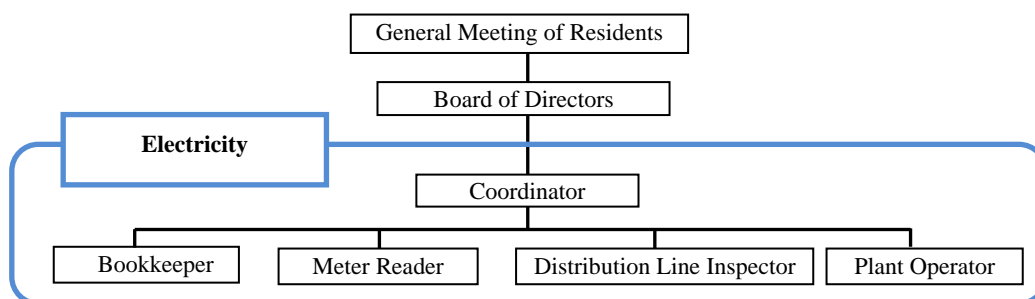 General Meeting of Residents
Board of Directors
Electricity
Coordinator
Bookkeeper
Meter Reader
Distribution Line Inspector
Plant Operator